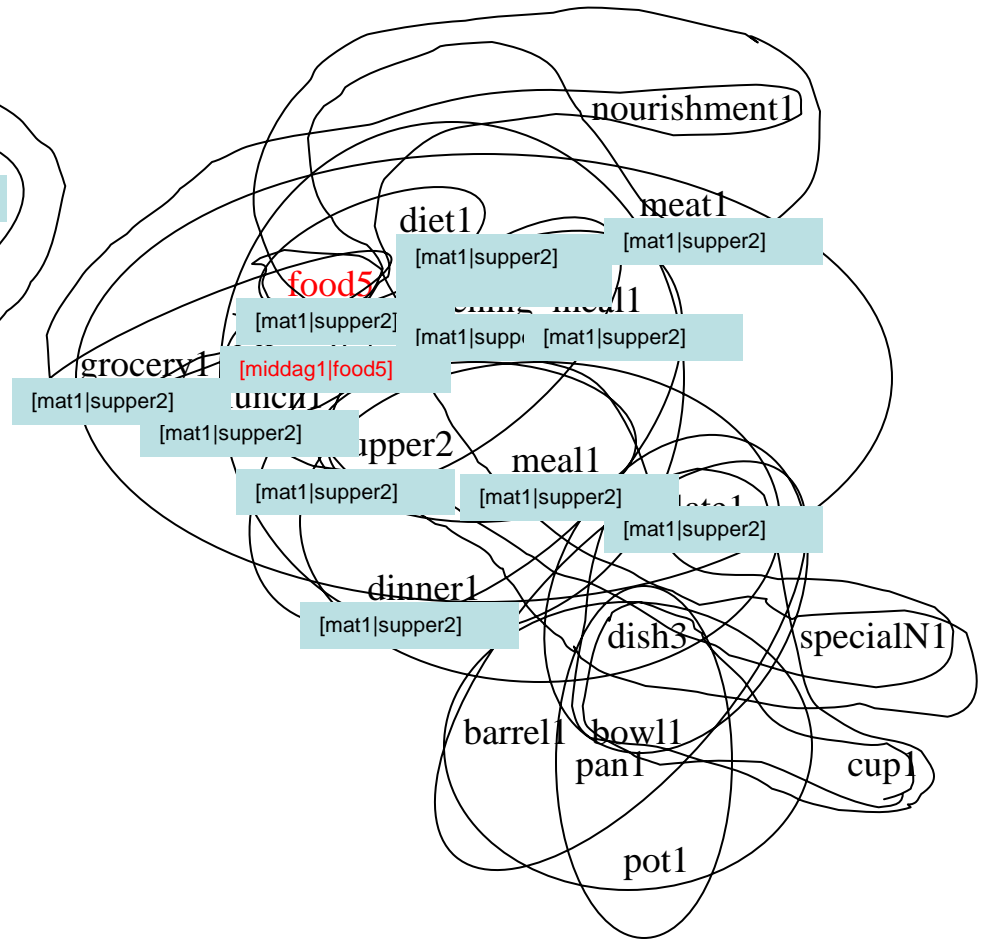 nourishment1
meat1
diet1
[mat1|supper2]
[mat1|supper2]
food5
[mat1|supper2]
[mat1|supper2]
grocery1
[middag1|food5]
[mat1|supper2]
[mat1|supper2]
upper2
meal1
[mat1|supper2]
[mat1|supper2]
[mat1|supper2]
dinner1
[mat1|supper2]
dish3
specialN1
barrel1
bowl1
pan1
cup1
pot1